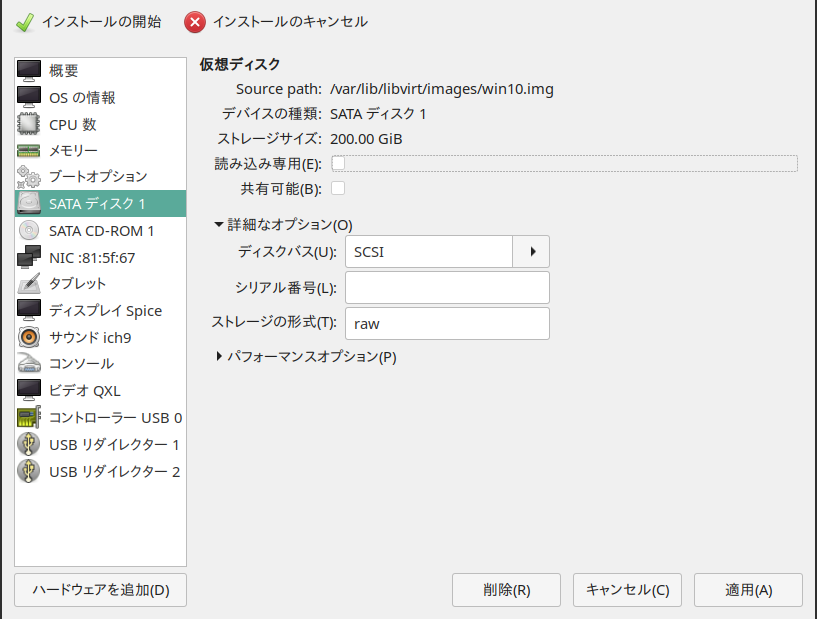 インストールの開始 インストールのキャンセル
概要
OS の情報
CPU 数
メモリー
ブートオプション
SATA ディスク 1
SATA CD-ROM 1
NIC :81:5f:67
タブレット
ディスプレイ Spice
サウンド ich9
コンソール
ビデオ QXL
コントローラー USB 0
USB リダイレクター 1
USB リダイレクター 2
ハードウェアを追加(D)
仮想ディスク
Source path: /var/lib/libvirt/images/win10.img
デバイスの種類: SATA ディスク 1
ストレージサイズ: 200.00 GiB
読み込み専用(E):
共有可能(B):
詳細なオプション(O)
ディスクバス(U): SCSI
シリアル番号(L):
ストレージの形式(T): raw
パフォーマンスオプション(P)
削除(R) キャンセル(C) 適用(A)